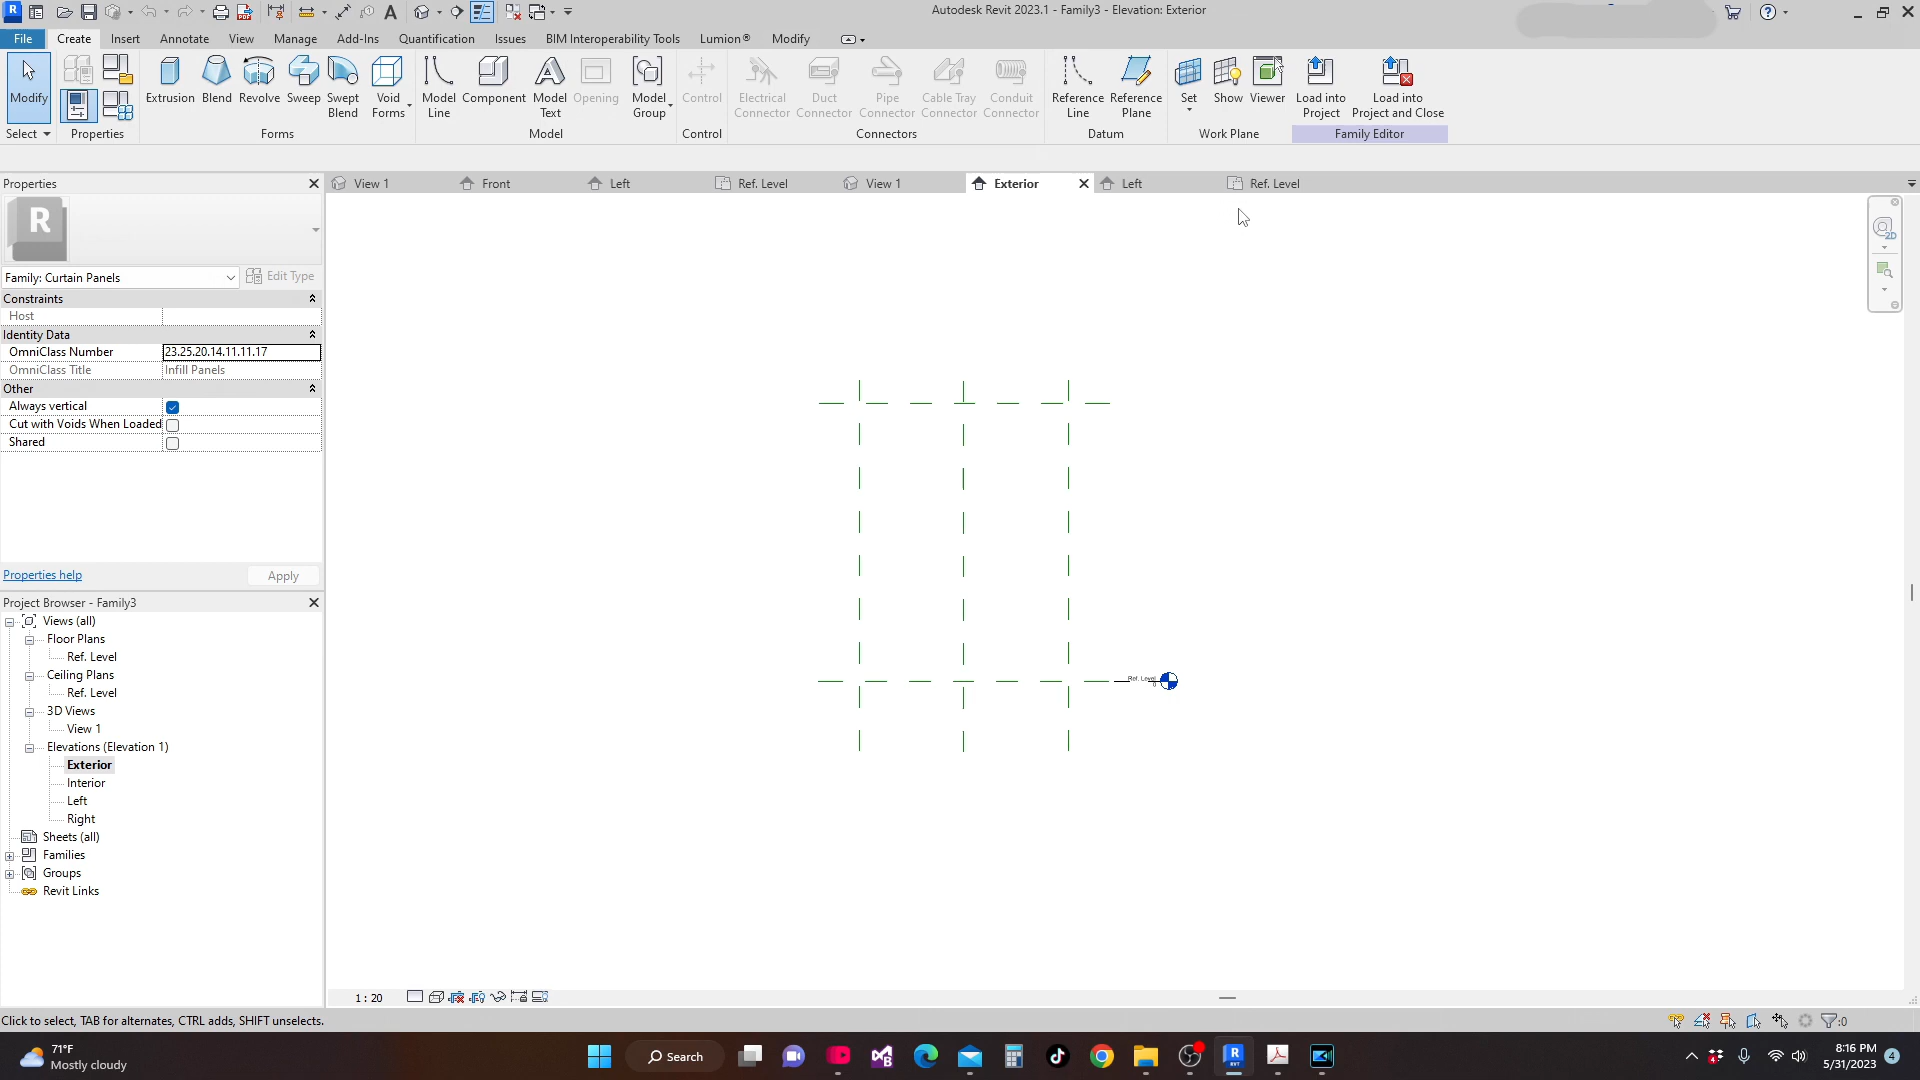 Autodesk Revit 2023.1 - Family3 - Elevation: Exterior
File Create Insert Annotate View Manage Add-Ins Quantification Issues BIM Interoperability Tools Lumion® Modify
Modify Extrusion Blend Revolve Sweep Swept Blend Void Forms Model Line Component Model Text Opening Model Group Control Electrical Connector Duct Connector Pipe Connector Cable Tray Connector Conduit Connector Reference Line Reference Plane Set Show Viewer Load into Project Load into Project and Close
Select Properties Forms Model Control Connectors Datum Work Plane Family Editor
Properties
View 1 Front Left Ref. Level View 1 Exterior Left Ref. Level
R
Family: Curtain Panels Edit Type
Constraints
Host
Identity Data
OmniClass Number 23.25.20.14.11.11.17
OmniClass Title Infill Panels
Other
Always vertical
Cut with Voids When Loaded
Shared
Properties help Apply
Project Browser - Family3
Views (all)
Floor Plans
Ref. Level
Ceiling Plans
Ref. Level
3D Views
View 1
Elevations (Elevation 1)
Exterior
Interior
Left
Right
Sheets (all)
Families
Groups
Revit Links
Ref. Level
0
2D
1 : 20
Click to select, TAB for alternates, CTRL adds, SHIFT unselects.
:0
71°F
Mostly cloudy
Search
8:16 PM
5/31/2023
4